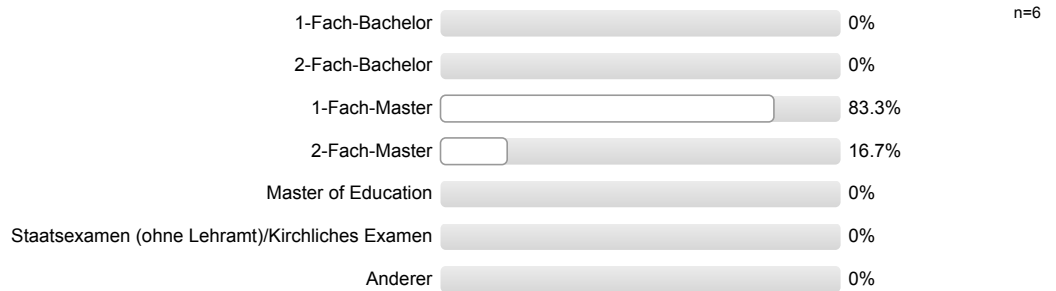 1-Fach-Bachelor 0% n=6
2-Fach-Bachelor 0%
1-Fach-Master 83.3%
2-Fach-Master 16.7%
Master of Education 0%
Staatsexamen (ohne Lehramt)/Kirchliches Examen 0%
Anderer 0%